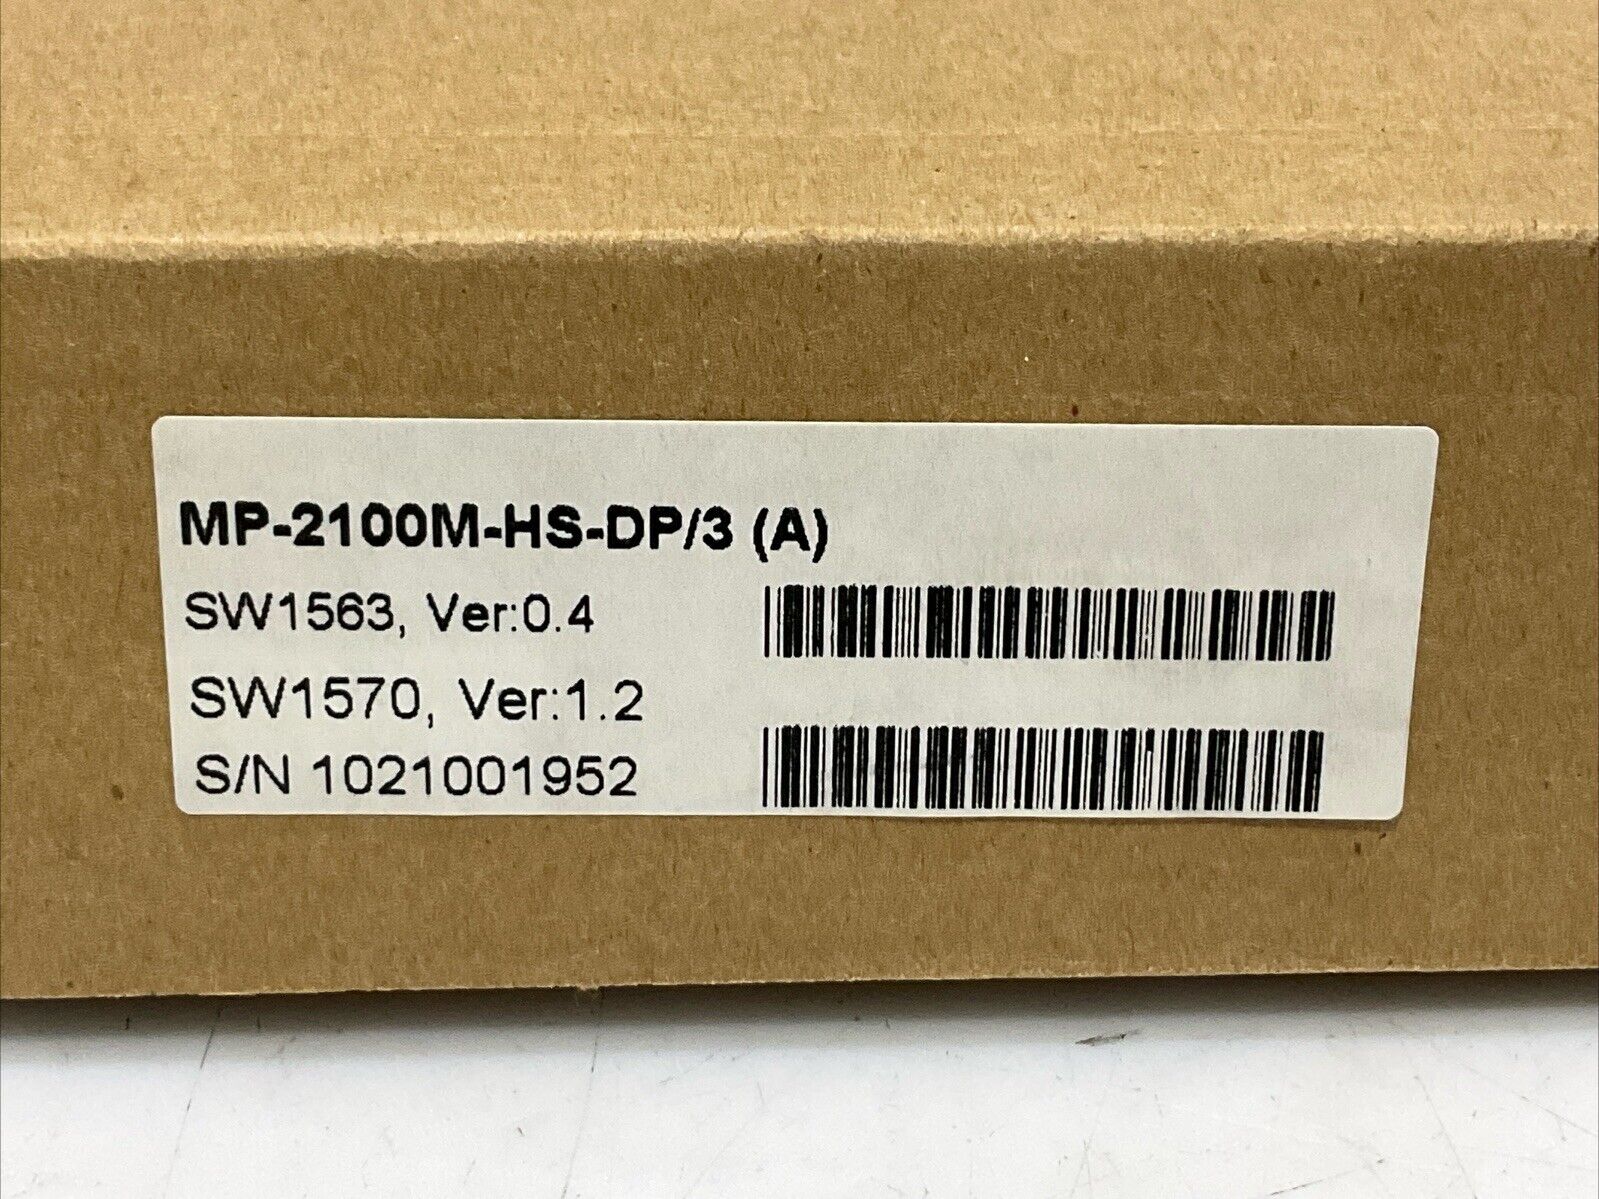 MP-2100M-HS-DP/3 (A)
SW1563, Ver:0.4
SW1570, Ver:1.2
S/N 1021001952